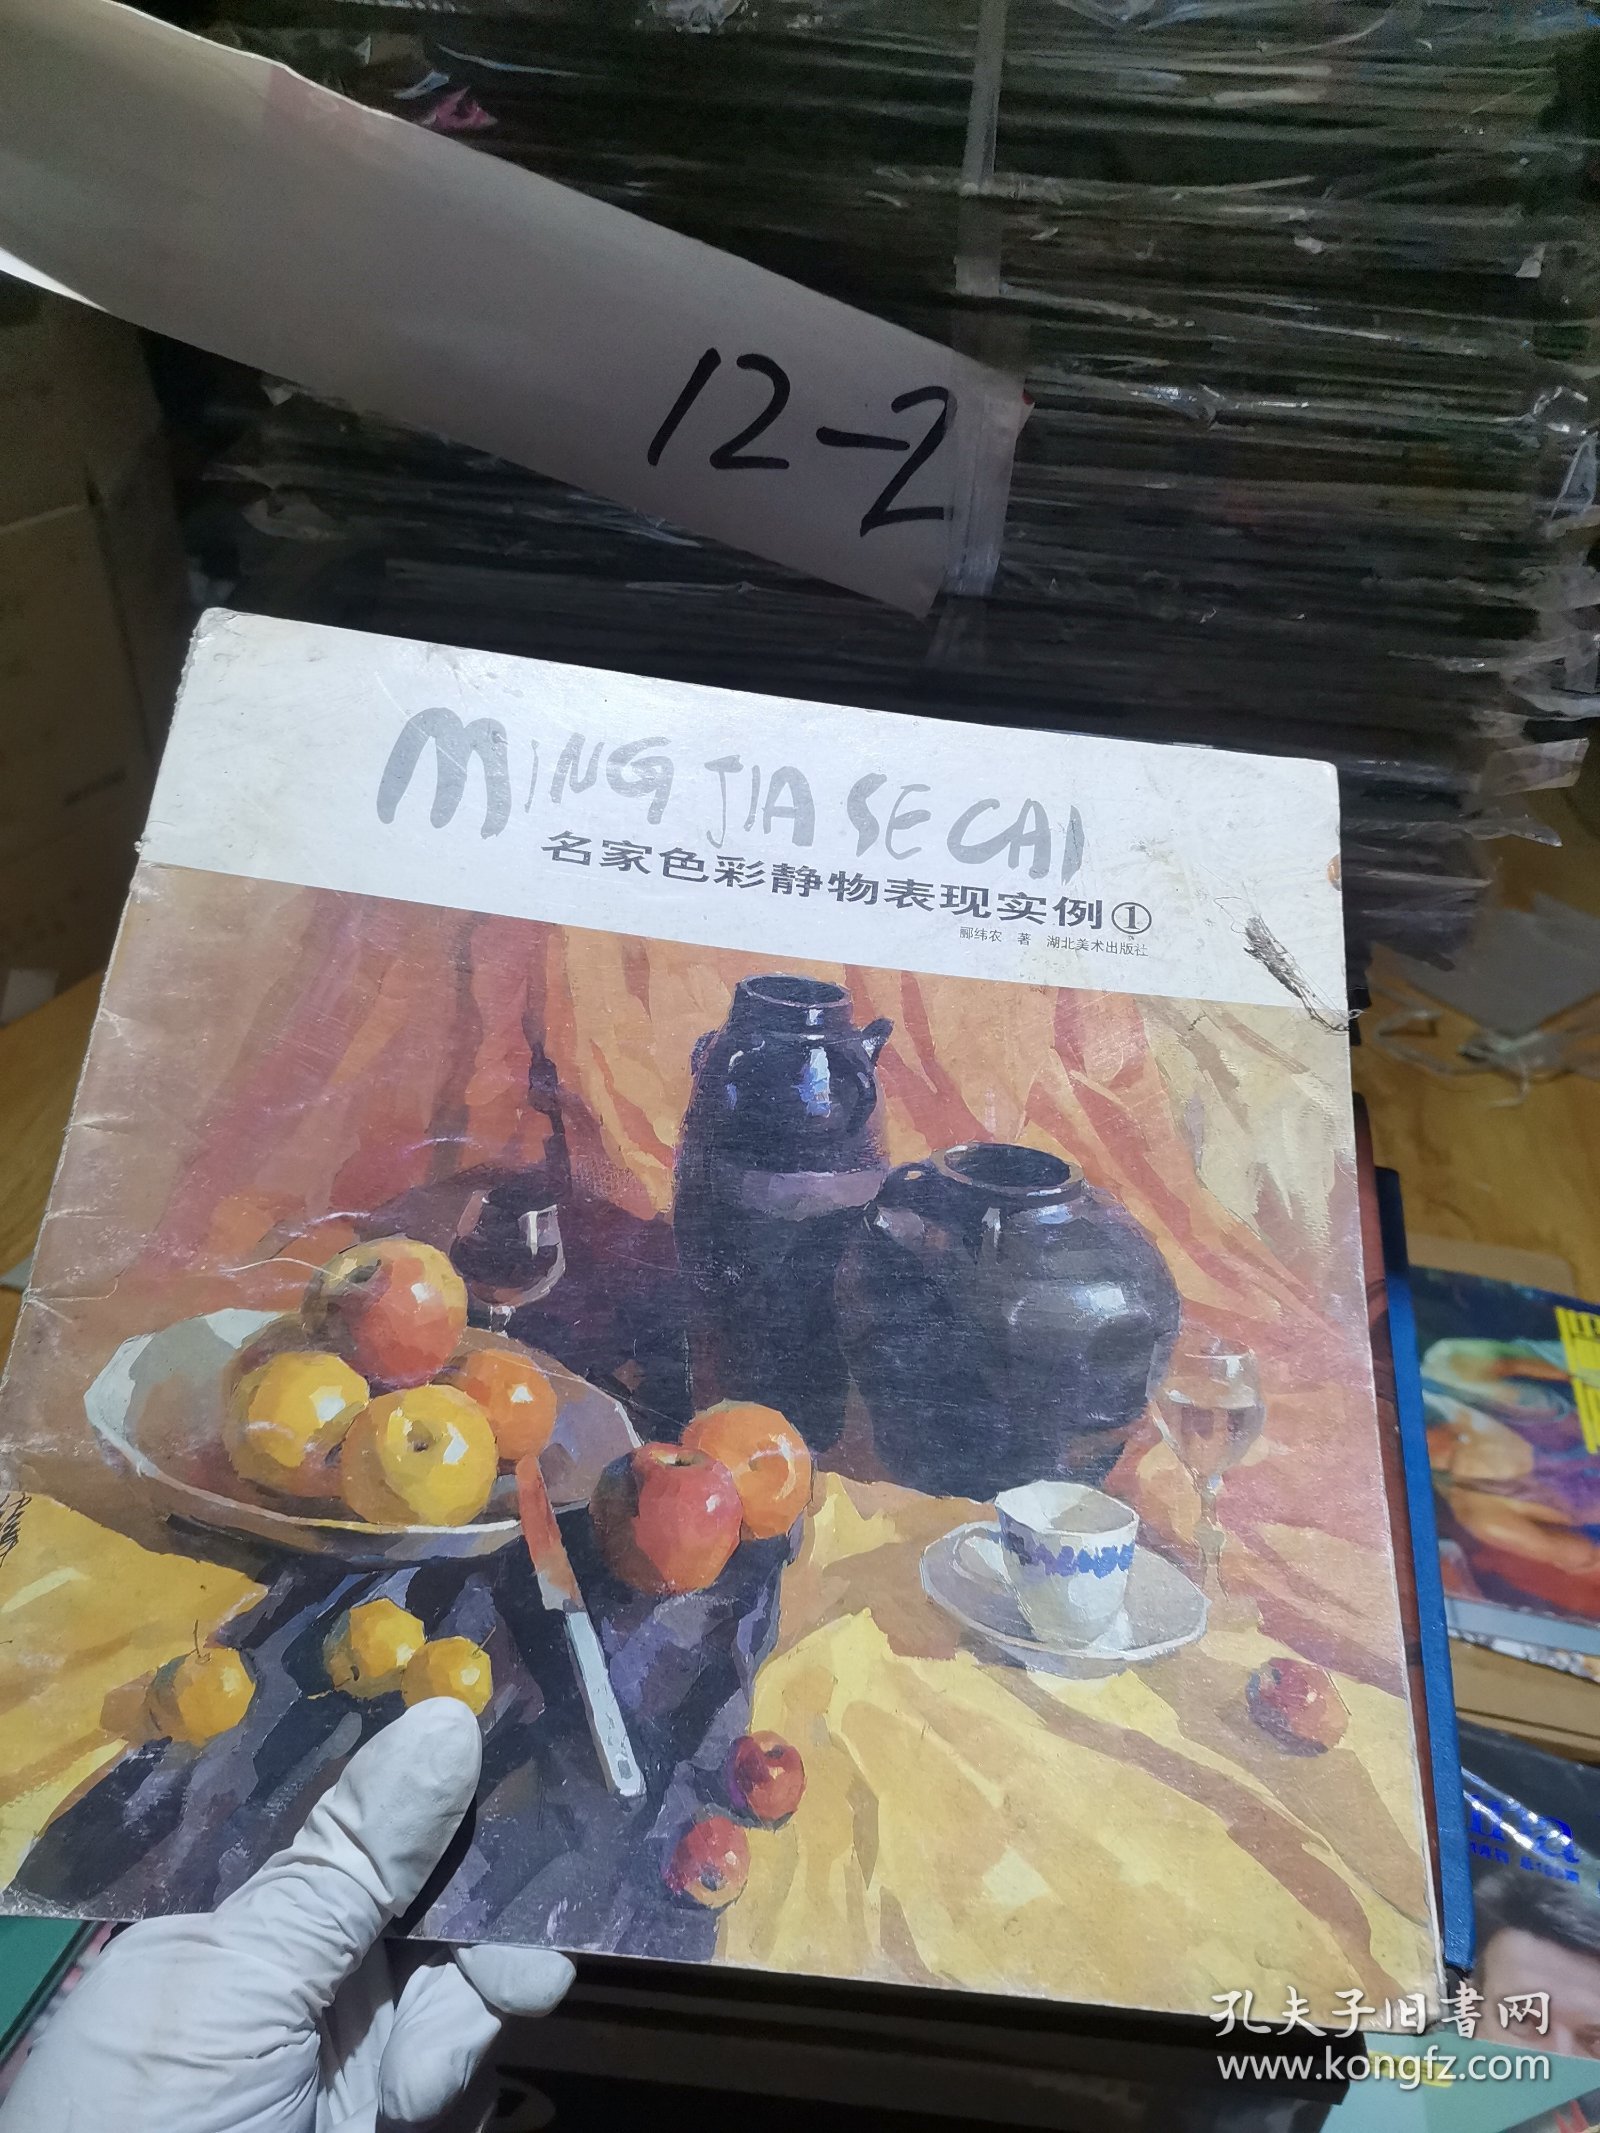 12-2
MING JIA SE CAI
名家色彩静物表现实例①
郦纬农 著 湖北美术出版社
孔夫子旧书网
www.kongfz.com